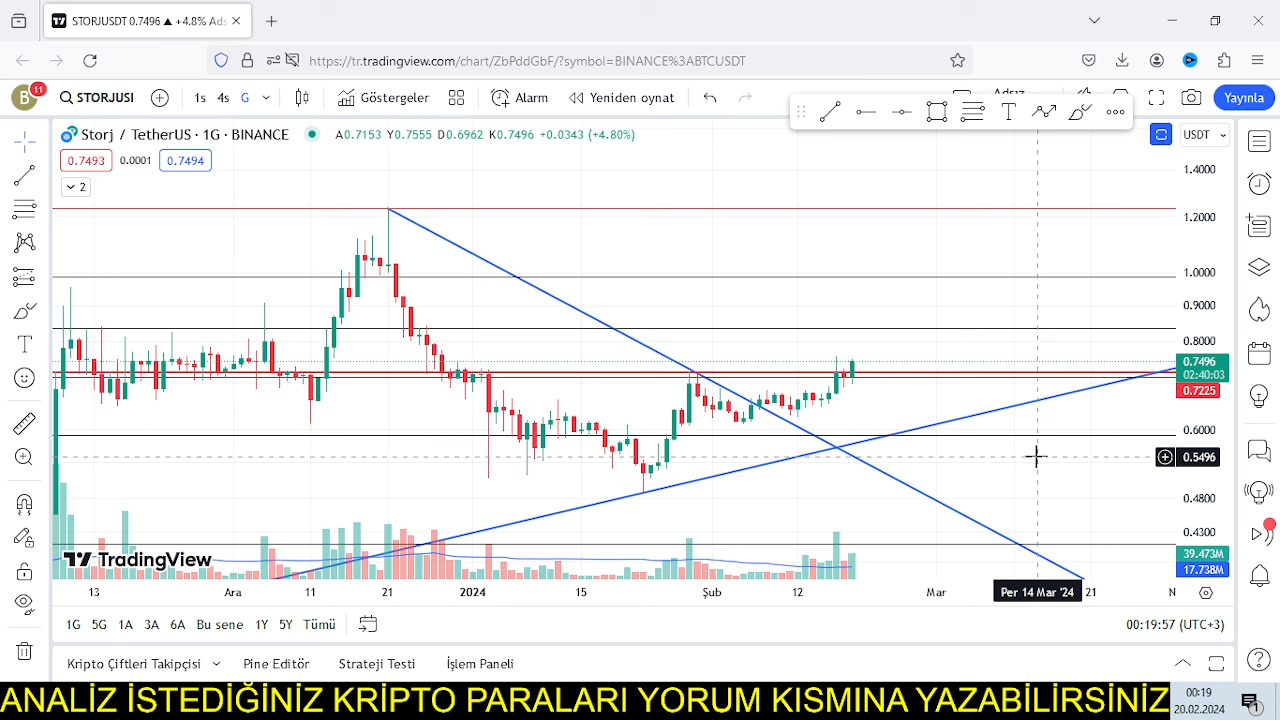 STORJUSDT 0.7496 ▲ +4.8% Ads
https://tr.tradingview.com/chart/ZbPddGbF/?symbol=BINANCE%3ABTCUSDT
B 11 STORJUSI 1s 4s G Göstergeler Alarm Yeniden oynat Adsız Yayınla
Storj / TetherUS · 1G · BINANCE A0.7153 Y0.7555 D0.6962 K0.7496 +0.0343 (+4.80%) USDT
0.7493 0.0001 0.7494
2
1.4000
1.2000
1.0000
0.9000
0.8000
0.7496
02:40:03
0.7225
0.6000
0.5496
0.4800
0.4300
39.473M
17.738M
TradingView
13 Ara 11 21 2024 15 Şub 12 Mar Per 14 Mar '24 21 N
1G 5G 1A 3A 6A Bu sene 1Y 5Y Tümü 00:19:57 (UTC+3)
Kripto Çiftleri Takipçisi Pine Editör Strateji Testi İşlem Paneli
ANALİZ İSTEDİĞİNİZ KRİPTO PARALARI YORUM KISMINA YAZABİLİRSİNİZ
00:19
20.02.2024
1